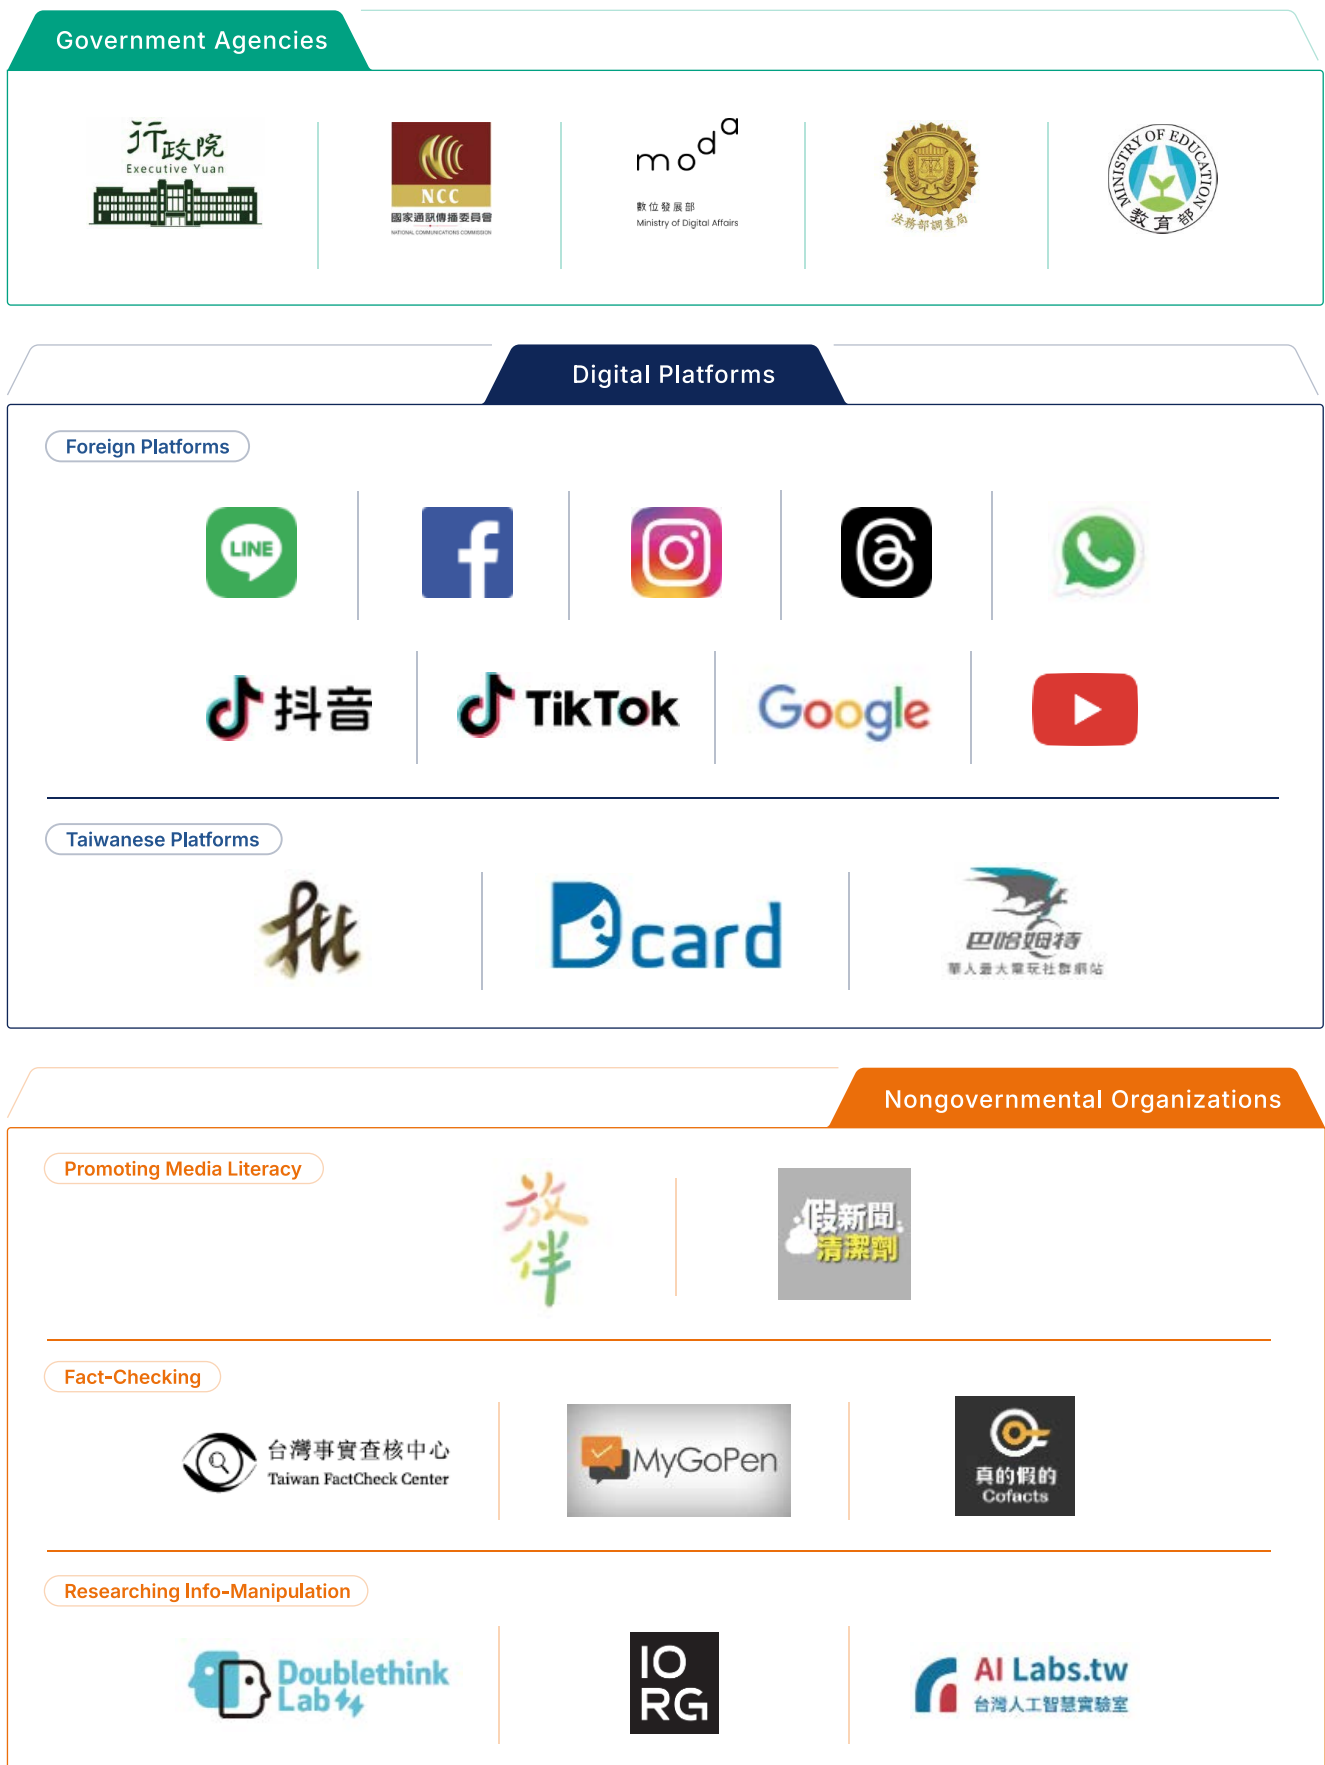 Government Agencies
行政院
Executive Yuan
NCC
國家通訊傳播委員會
NATIONAL COMMUNICATIONS COMMISSION
moda
數位發展部
Ministry of Digital Affairs
法務部調查局
MINISTRY OF EDUCATION
教育部
Digital Platforms
Foreign Platforms
LINE
抖音
TikTok
Google
Taiwanese Platforms
批
Dcard
巴哈姆特
華人最大電玩社群網站
Nongovernmental Organizations
Promoting Media Literacy
放伴
假新聞
清潔劑
Fact-Checking
台灣事實查核中心
Taiwan FactCheck Center
MyGoPen
真的假的
Cofacts
Researching Info-Manipulation
Doublethink
Lab
IO
RG
AI Labs.tw
台灣人工智慧實驗室